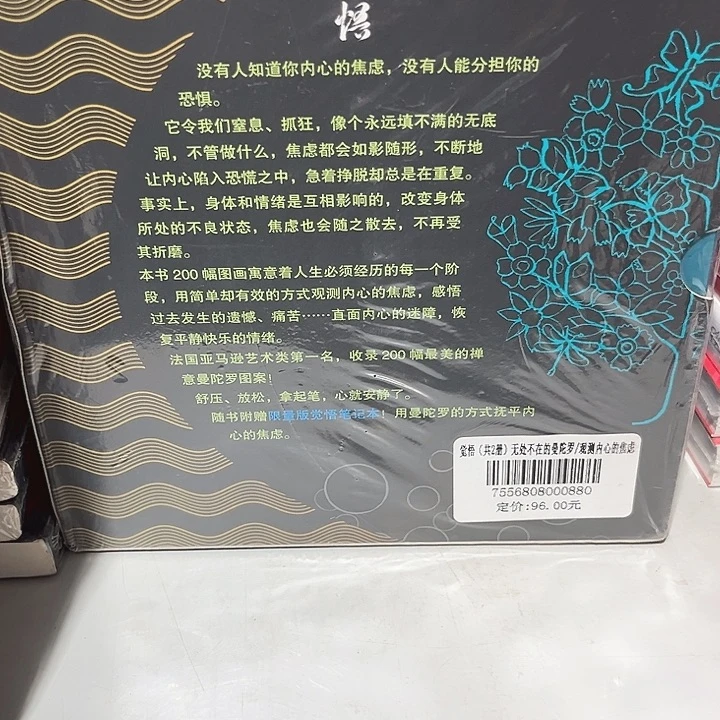 悟
没有人知道你内心的焦虑，没有人能分担你的
恐惧。
它令我们窒息、抓狂，像个永远填不满的无底
洞，不管做什么，焦虑都会如影随形，不断地
让内心陷入恐慌之中，急着挣脱却总是在重复。
事实上，身体和情绪是互相影响的，改变身体
所处的不良状态，焦虑也会随之散去，不再受
其折磨。
本书200幅图画寓意着人生必须经历的每一个阶
段，用简单却有效的方式观测内心的焦虑，感悟
过去发生的遗憾、痛苦……直面内心的迷障，恢
复平静快乐的情绪。
法国亚马逊艺术类第一名，收录200幅最美的禅
意曼陀罗图案！
舒压、放松，拿起笔，心就安静了。
随书附赠限量版觉悟笔记本！用曼陀罗的方式抚平内
心的焦虑。
觉悟（共2册）无处不在的曼陀罗/观测内心的焦虑
7556808000880
定价:96.00元